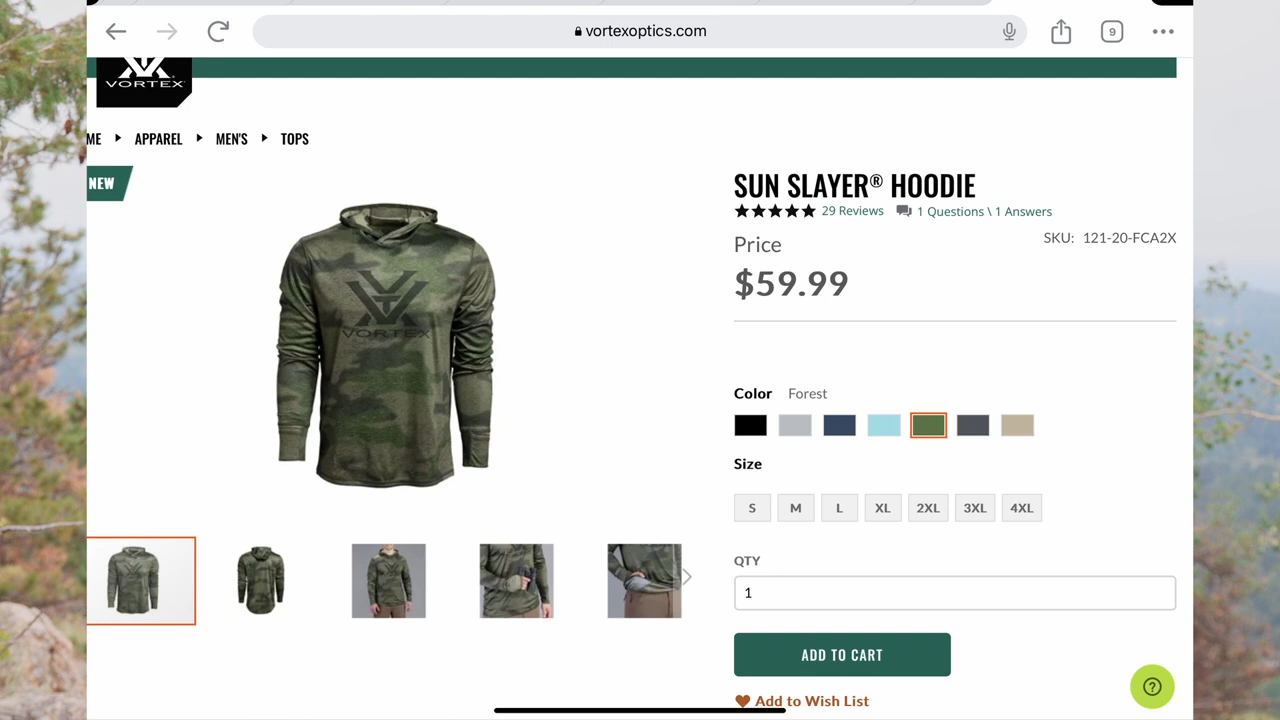 vortexoptics.com
9
VORTEX
ME APPAREL MEN'S TOPS
NEW
SUN SLAYER® HOODIE
29 Reviews 1 Questions \ 1 Answers
Price
SKU: 121-20-FCA2X
$59.99
VORTEX
Color Forest
Size
S M L XL 2XL 3XL 4XL
QTY
1
ADD TO CART
Add to Wish List